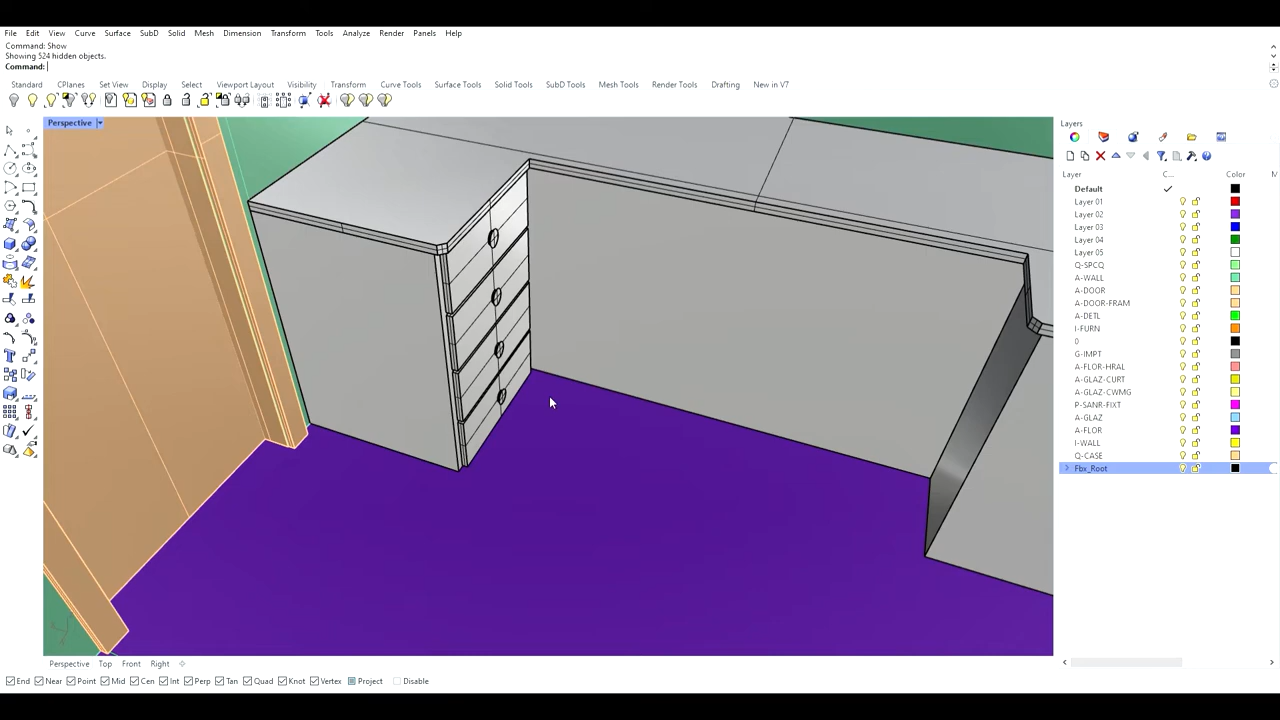 File Edit View Curve Surface SubD Solid Mesh Dimension Transform Tools Analyze Render Panels Help
Command: Show
Showing 524 hidden objects.
Command:
Standard CPlanes Set View Display Select Viewport Layout Visibility Transform Curve Tools Surface Tools Solid Tools SubD Tools Mesh Tools Render Tools Drafting New in V7
Perspective
Layers
Layer C... Color M
Default
Layer 01
Layer 02
Layer 03
Layer 04
Layer 05
Q-SPCQ
A-WALL
A-DOOR
A-DOOR-FRAM
A-DETL
I-FURN
0
G-IMPT
A-FLOR-HRAL
A-GLAZ-CURT
A-GLAZ-CWMG
P-SANR-FIXT
A-GLAZ
A-FLOR
I-WALL
Q-CASE
Fbx_Root
Perspective Top Front Right
End Near Point Mid Cen Int Perp Tan Quad Knot Vertex Project Disable